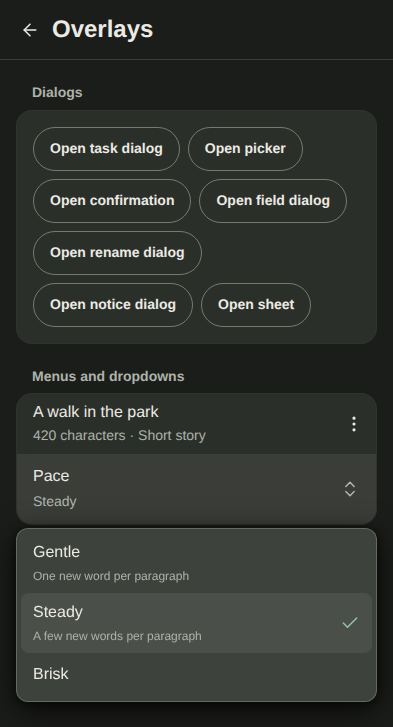 Overlays
Dialogs
Open task dialog
Open picker
Open confirmation
Open field dialog
Open rename dialog
Open notice dialog
Open sheet
Menus and dropdowns
A walk in the park
420 characters · Short story
Pace
Steady
Gentle
One new word per paragraph
Steady
A few new words per paragraph
Brisk